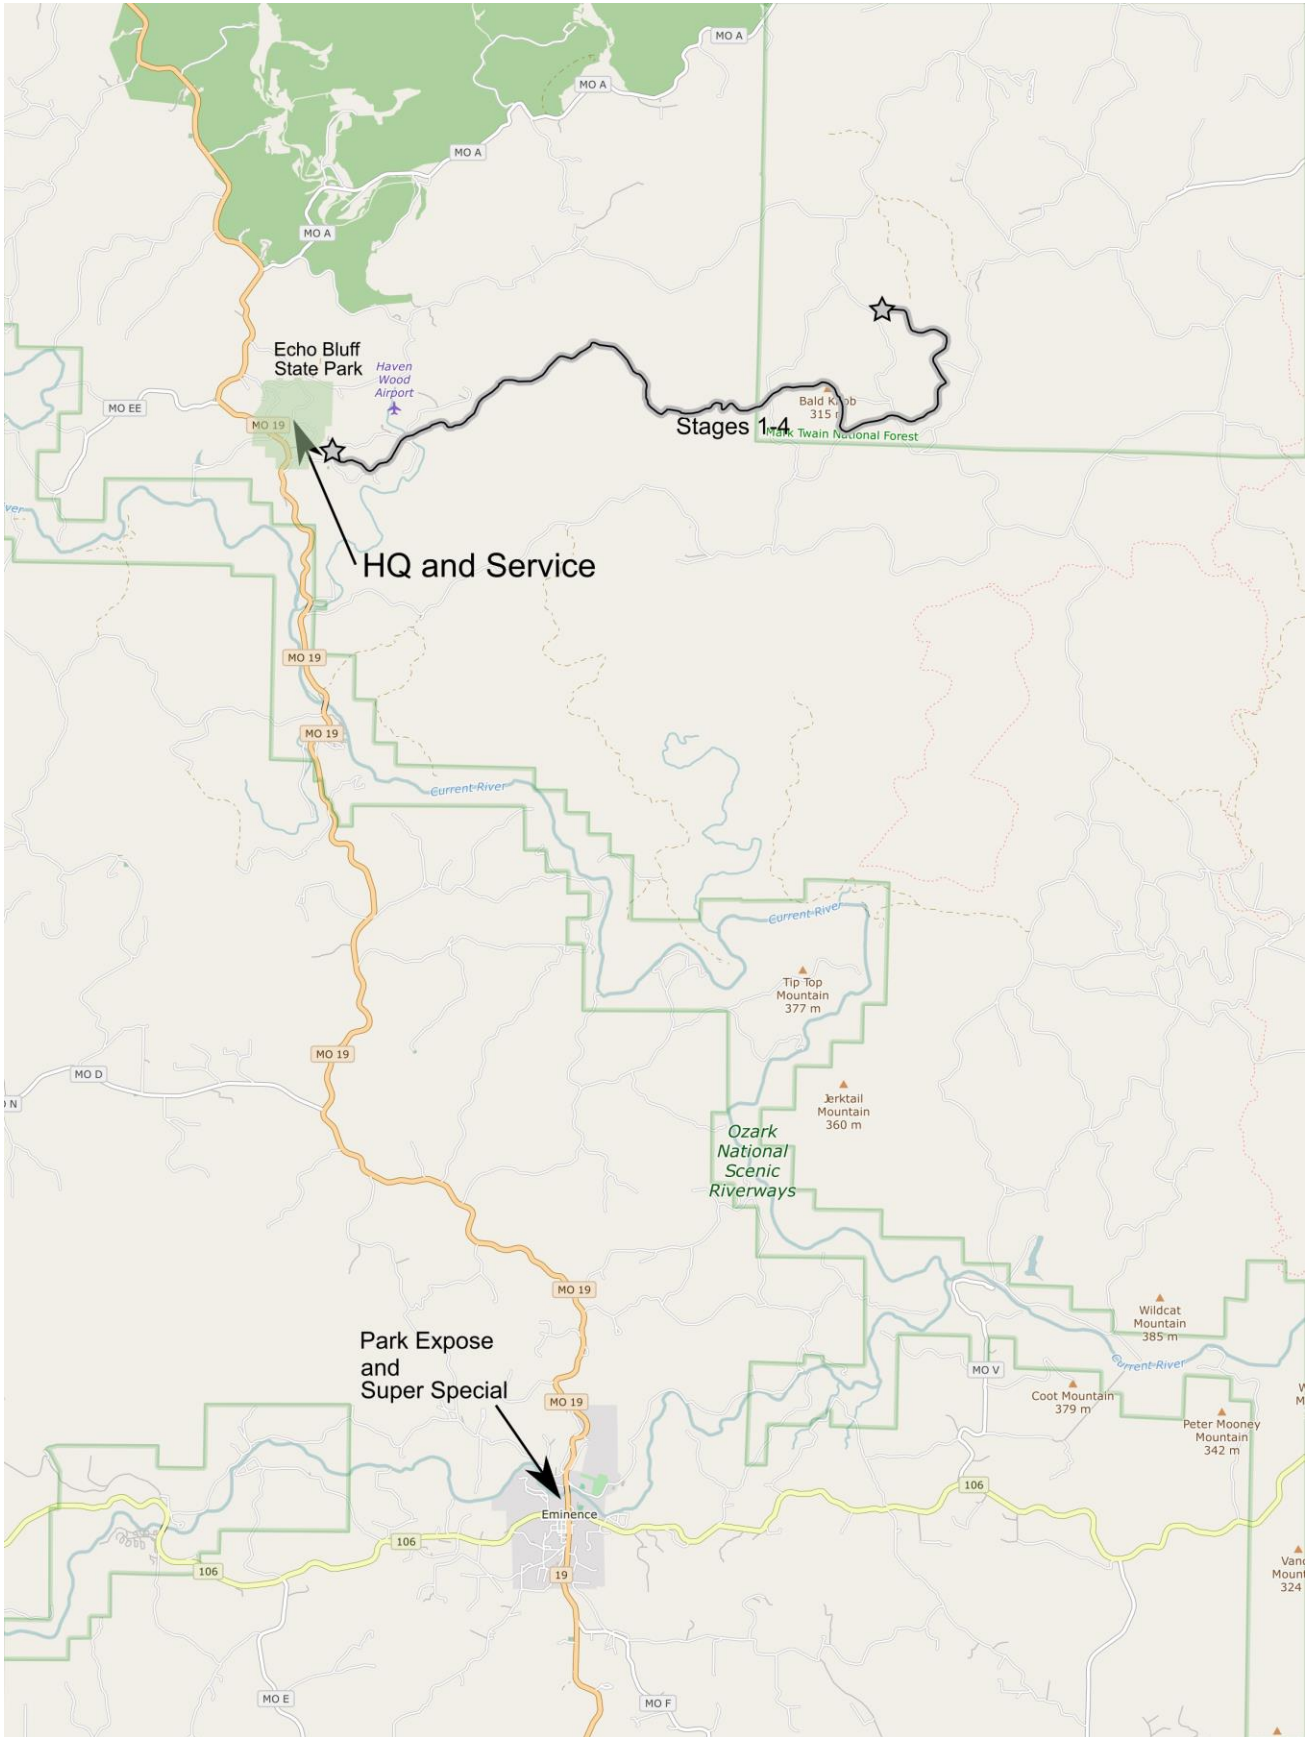 MO A
MO A
MO A
MO A
Echo Bluff
State Park
Haven
Wood
Airport
MO EE
MO 19
Bald Knob
315 m
Stages 1-4
Mark Twain National Forest
River
HQ and Service
MO 19
MO 19
Current River
Current River
Tip Top
Mountain
377 m
MO 19
MO D
Jerktail
Mountain
360 m
Ozark
National
Scenic
Riverways
MO 19
Wildcat
Mountain
385 m
Park Expose
and
Super Special
Current River
MO V
MO 19
Coot Mountain
379 m
Peter Mooney
Mountain
342 m
106
Eminence
106
106
19
324
MO E
MO F